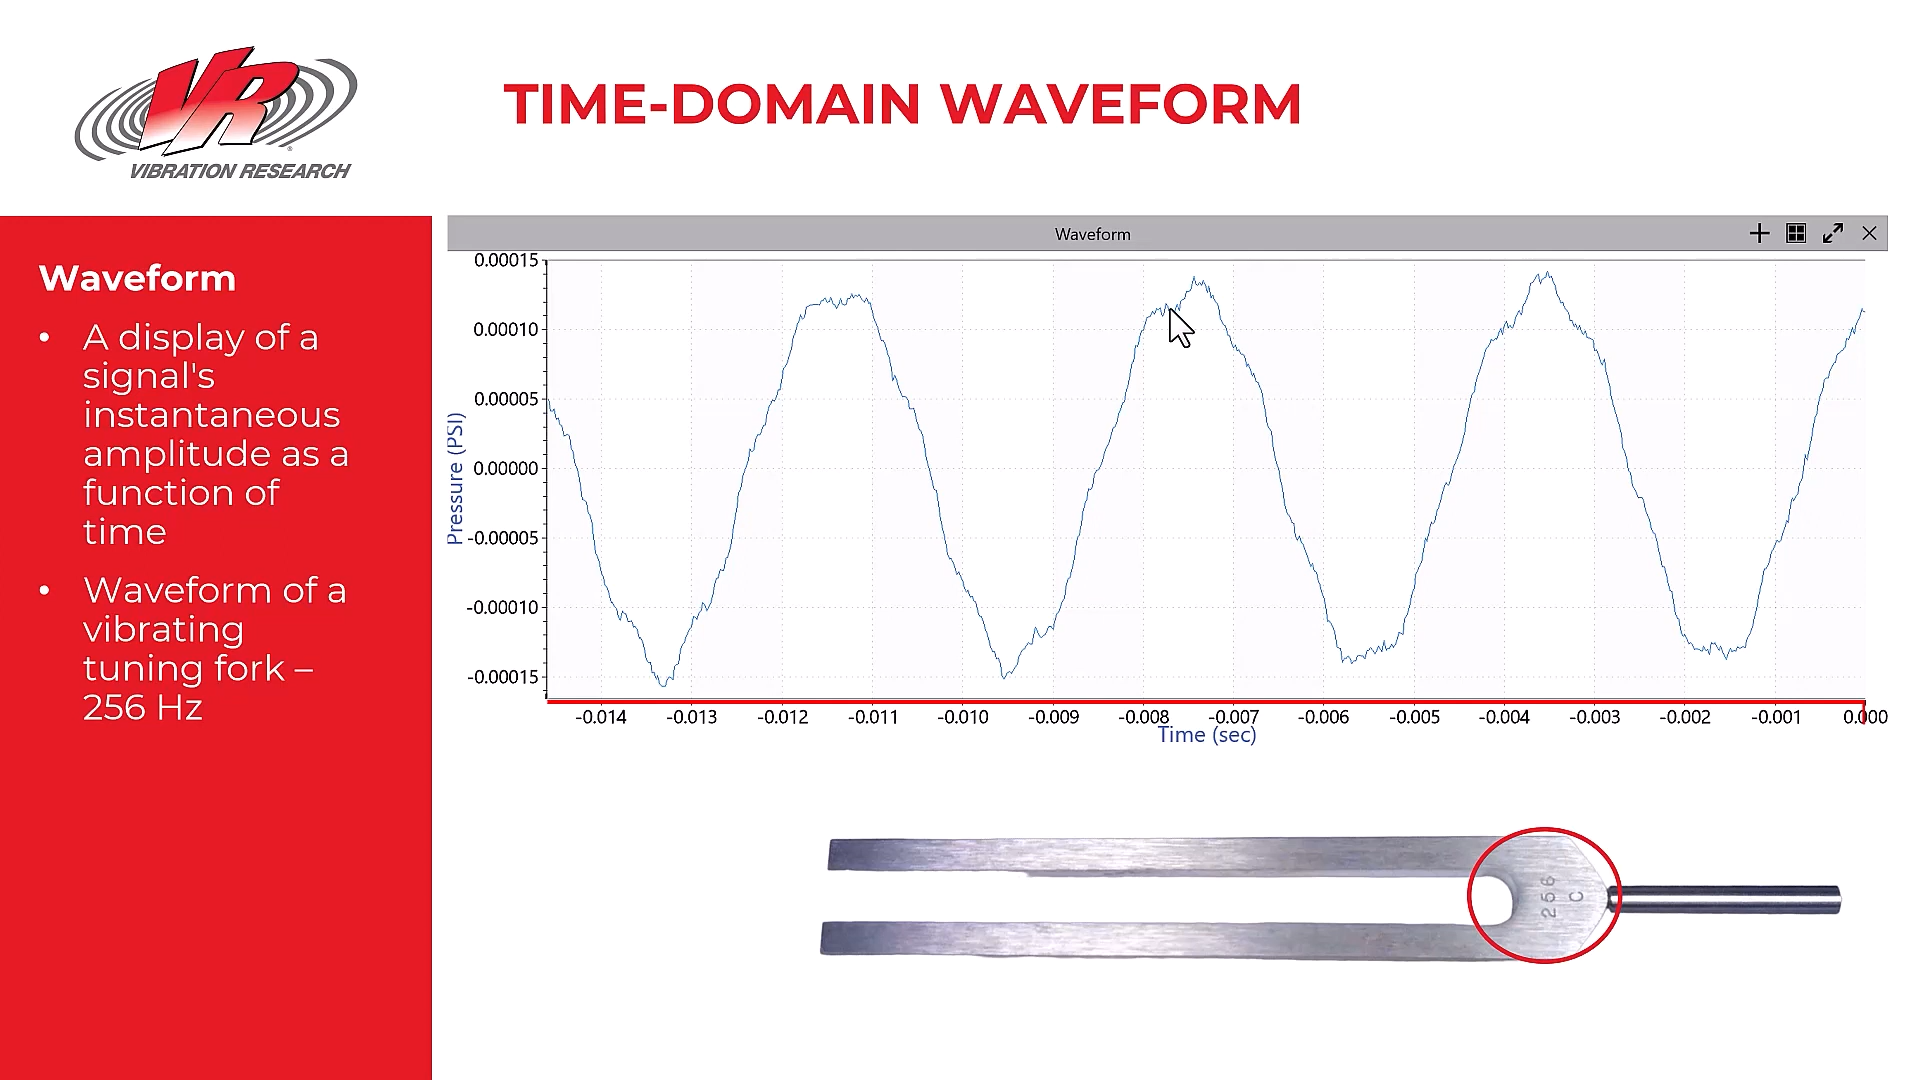 VR
VIBRATION RESEARCH
TIME-DOMAIN WAVEFORM
Waveform
• A display of a
signal's
instantaneous
amplitude as a
function of
time
• Waveform of a
vibrating
tuning fork –
256 Hz
Waveform
0.00015
0.00010
0.00005
0.00000
-0.00005
-0.00010
-0.00015
Pressure (PSI)
-0.014 -0.013 -0.012 -0.011 -0.010 -0.009 -0.008 -0.007 -0.006 -0.005 -0.004 -0.003 -0.002 -0.001 0.000
Time (sec)
256
C